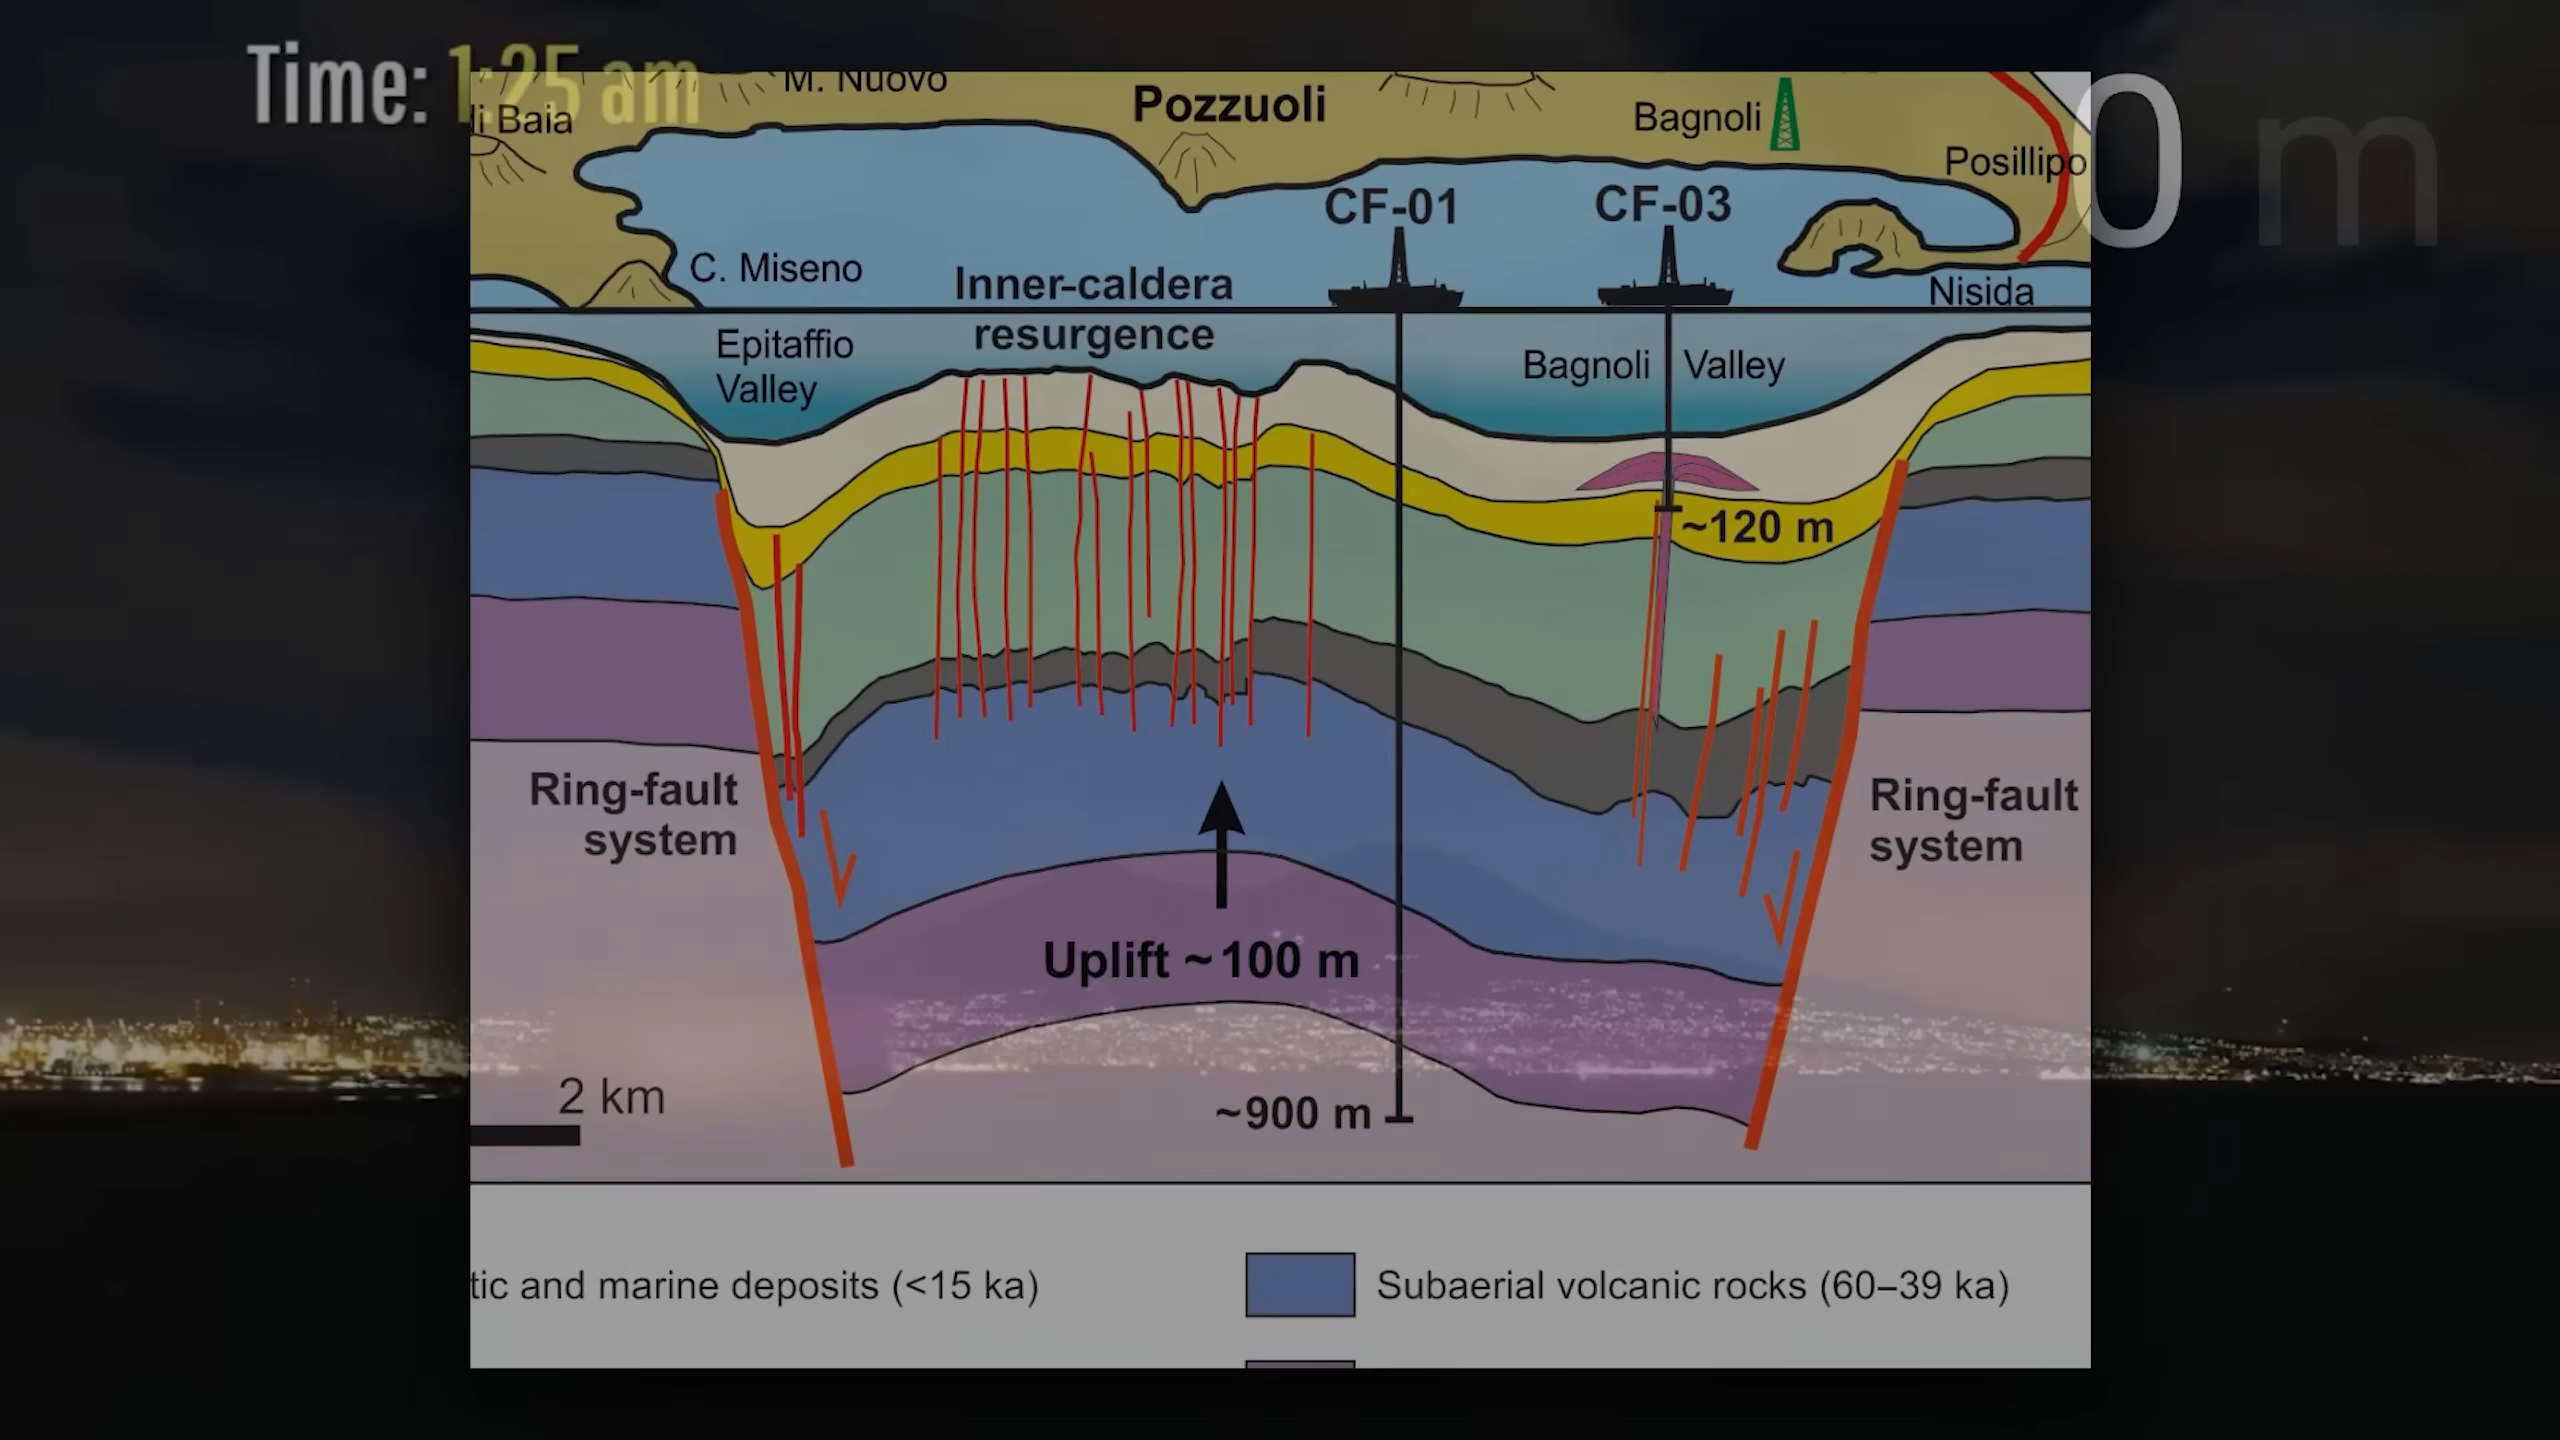 Time: 1:25 am
0 m
M. Nuovo
di Baia
Pozzuoli
Bagnoli
Posillipo
CF-01
CF-03
C. Miseno
Inner-caldera
resurgence
Nisida
Epitaffio
Valley
Bagnoli Valley
~120 m
Ring-fault
system
Ring-fault
system
Uplift ~100 m
2 km
~900 m
tic and marine deposits (<15 ka)
Subaerial volcanic rocks (60–39 ka)